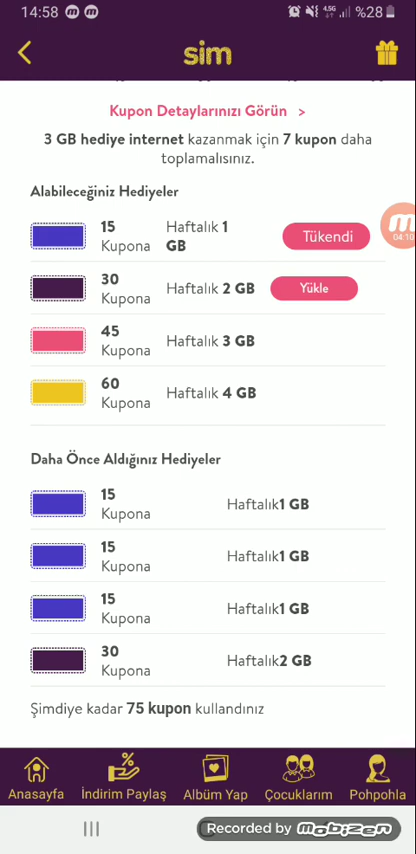 14:58
4,5G
%28
sim
Kupon Detaylarınızı Görün >
3 GB hediye internet kazanmak için 7 kupon daha
toplamalısınız.
Alabileceğiniz Hediyeler
15 Kupona Haftalık 1 GB Tükendi
04:10
30 Kupona Haftalık 2 GB Yükle
45 Kupona Haftalık 3 GB
60 Kupona Haftalık 4 GB
Daha Önce Aldığınız Hediyeler
15 Kupona Haftalık1 GB
15 Kupona Haftalık1 GB
15 Kupona Haftalık1 GB
30 Kupona Haftalık2 GB
Şimdiye kadar 75 kupon kullandınız
Anasayfa İndirim Paylaş Albüm Yap Çocuklarım Pohpohla
Recorded by MOBIZEN